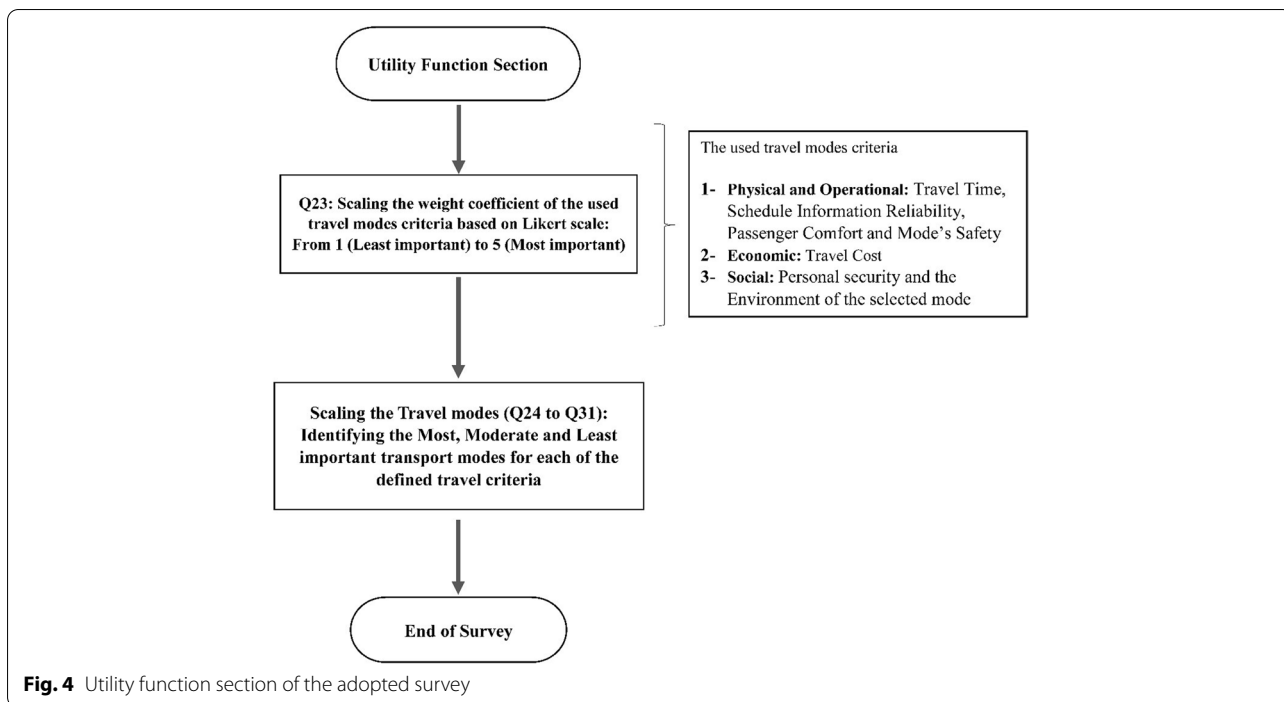 Utility Function Section
Q23: Scaling the weight coefficient of the used
travel modes criteria based on Likert scale:
From 1 (Least important) to 5 (Most important)
The used travel modes criteria
1- Physical and Operational: Travel Time,
Schedule Information Reliability,
Passenger Comfort and Mode's Safety
2- Economic: Travel Cost
3- Social: Personal security and the
Environment of the selected mode
Scaling the Travel modes (Q24 to Q31):
Identifying the Most, Moderate and Least
important transport modes for each of the
defined travel criteria
End of Survey
Fig. 4 Utility function section of the adopted survey